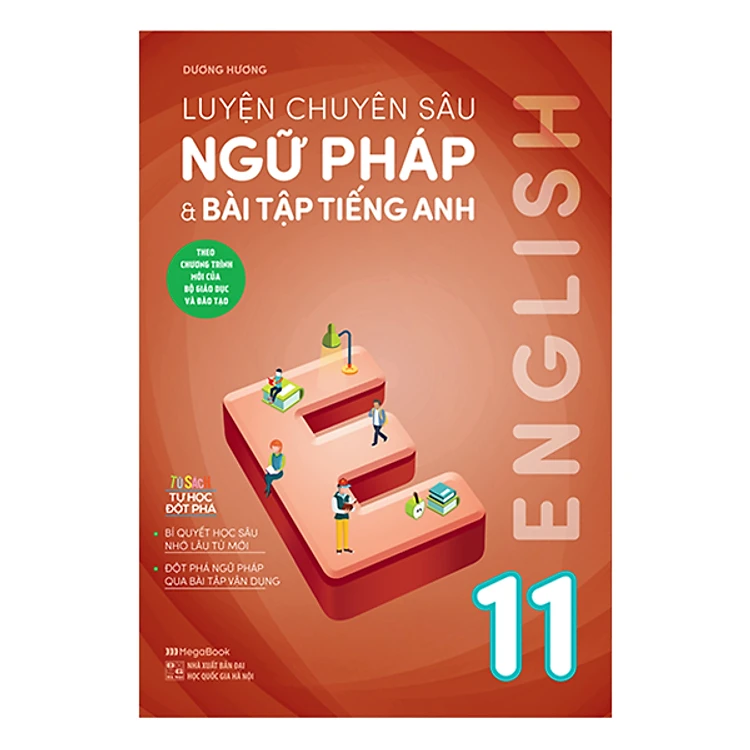 DƯƠNG HƯƠNG
LUYỆN CHUYÊN SÂU
NGỮ PHÁP
& BÀI TẬP TIẾNG ANH
THEO
CHƯƠNG TRÌNH
MỚI CỦA
BỘ GIÁO DỤC
VÀ ĐÀO TẠO
ENGLISH
TỦ SÁCH
TỰ HỌC
ĐỘT PHÁ
BÍ QUYẾT HỌC SÂU
NHỚ LÂU TỪ MỚI
ĐỘT PHÁ NGỮ PHÁP
QUA BÀI TẬP VẬN DỤNG
11
MegaBook
NHÀ XUẤT BẢN ĐẠI
HỌC QUỐC GIA HÀ NỘI